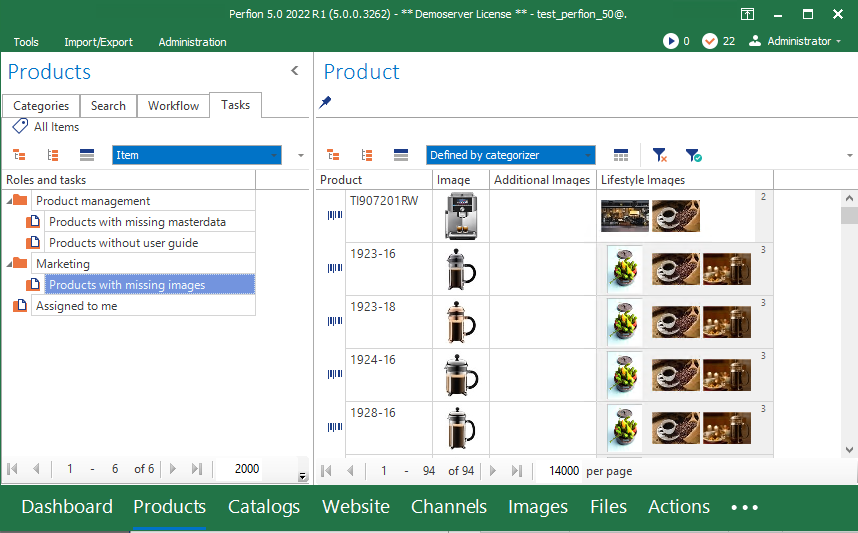 Perfion 5.0 2022 R1 (5.0.0.3262) - ** Demoserver License ** - test_perfion_50@.
Tools Import/Export Administration 0 22 Administrator
Products
Categories Search Workflow Tasks
All Items
Item
Roles and tasks
Product management
Products with missing masterdata
Products without user guide
Marketing
Products with missing images
Assigned to me
1 - 6 of 6 2000
Product
Defined by categorizer
Product Image Additional Images Lifestyle Images
TI907201RW 2
1923-16 3
1923-18 3
1924-16 3
1928-16 3
1 - 94 of 94 14000 per page
Dashboard Products Catalogs Website Channels Images Files Actions •••